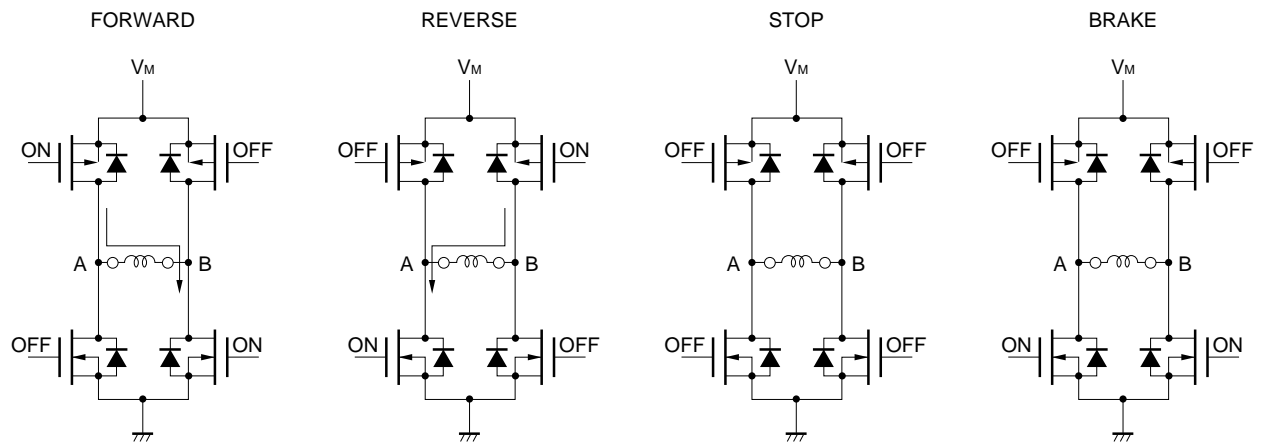 FORWARD REVERSE STOP BRAKE
VM VM VM VM
ON OFF OFF ON OFF OFF OFF OFF
A B A B A B A B
OFF ON ON OFF OFF OFF ON ON